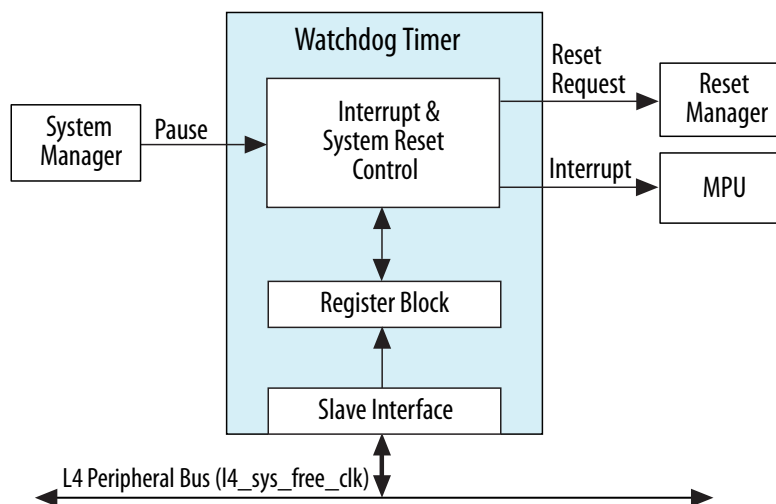 Watchdog Timer
System
Manager
Pause
Interrupt &
System Reset
Control
Reset
Request
Reset
Manager
Interrupt
MPU
Register Block
Slave Interface
L4 Peripheral Bus (l4_sys_free_clk)